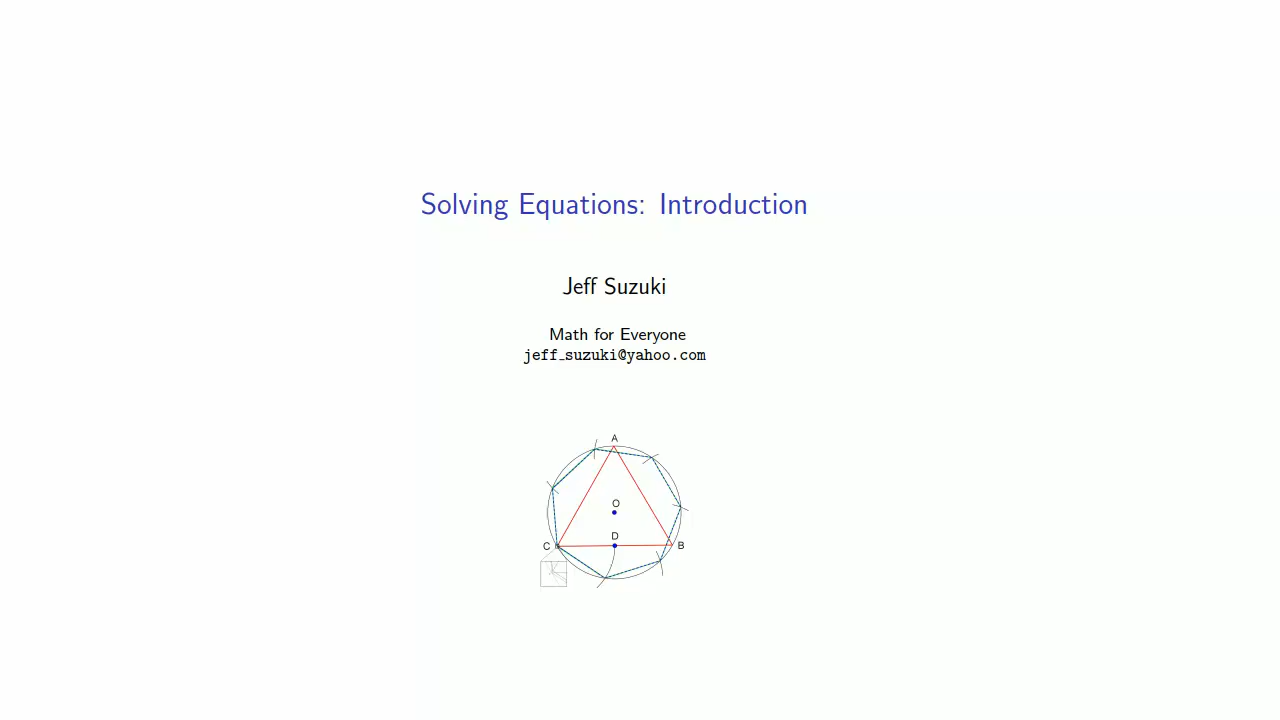 Solving Equations: Introduction
Jeff Suzuki
Math for Everyone
jeff_suzuki@yahoo.com
A
O
D
C
B